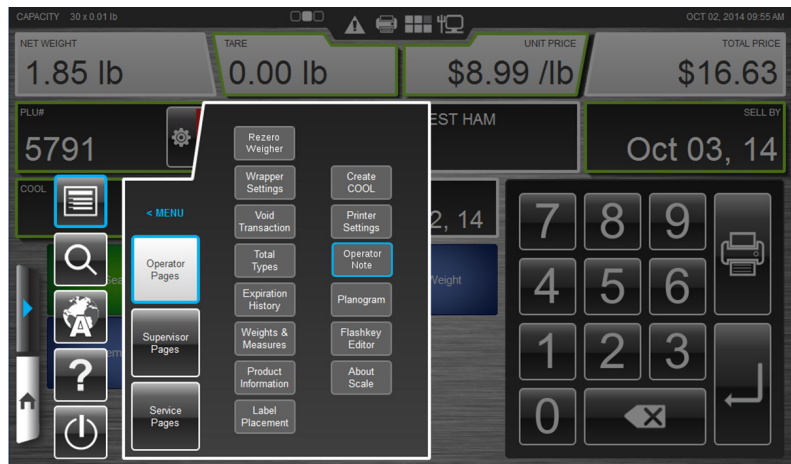 CAPACITY 30 x 0.01 lb
OCT 02, 2014 09:55 AM
NET WEIGHT
TARE
UNIT PRICE
TOTAL PRICE
1.85 lb
0.00 lb
$8.99 /lb
$16.63
PLU#
EST HAM
SELL BY
5791
Oct 03, 14
COOL
2, 14
< MENU
Operator
Pages
Supervisor
Pages
Service
Pages
Rezero
Weigher
Wrapper
Settings
Void
Transaction
Total
Types
Expiration
History
Weights &
Measures
Product
Information
Label
Placement
Create
COOL
Printer
Settings
Operator
Note
Planogram
Flashkey
Editor
About
Scale
Sea
Weight
em
A
?
7 8 9
4 5 6
1 2 3
0